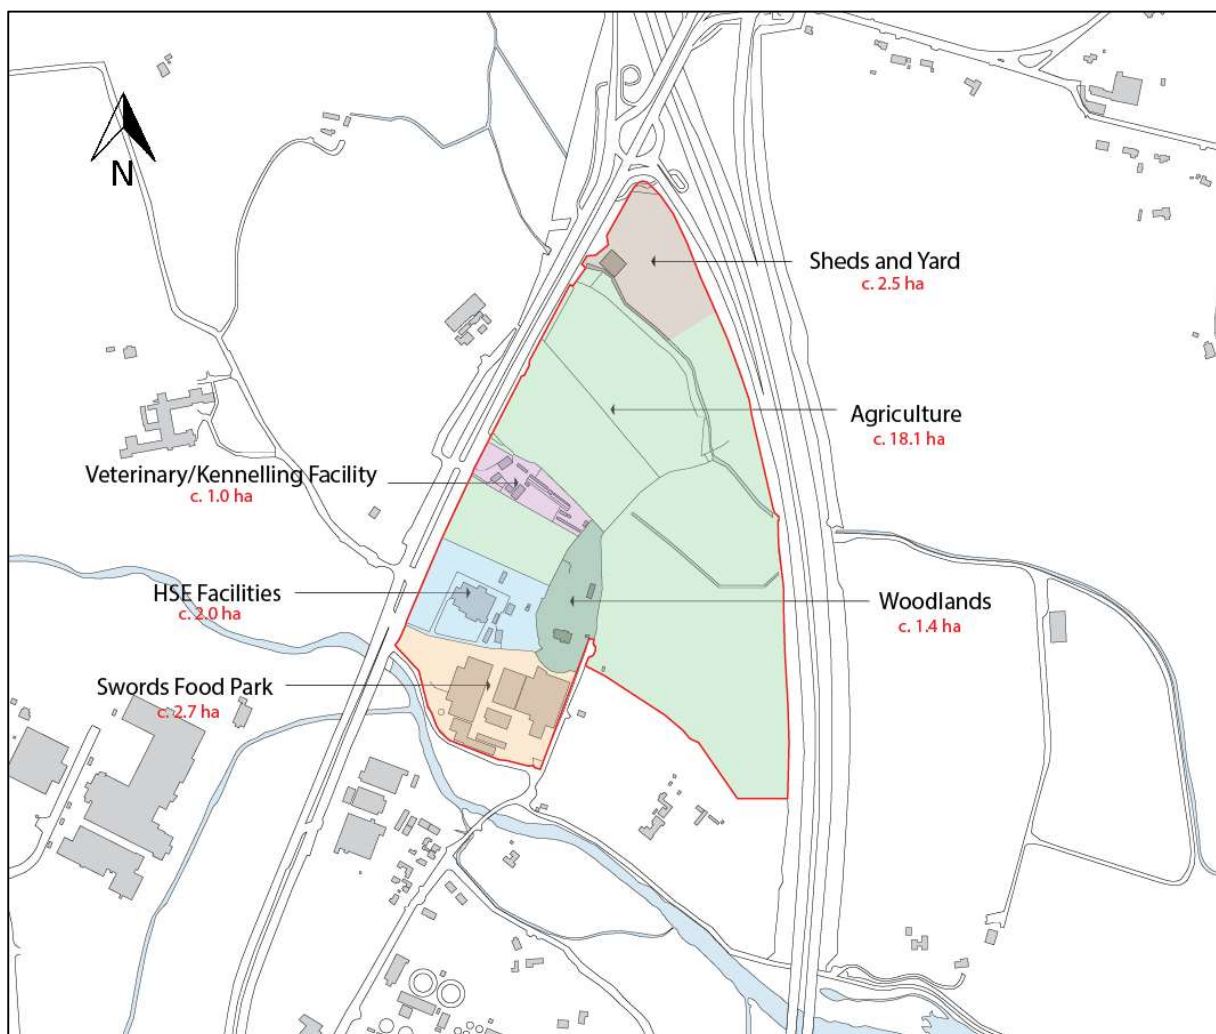 N
Sheds and Yard
c. 2.5 ha
Agriculture
c. 18.1 ha
Veterinary/Kennelling Facility
c. 1.0 ha
HSE Facilities
c. 2.0 ha
Woodlands
c. 1.4 ha
Swords Food Park
c. 2.7 ha